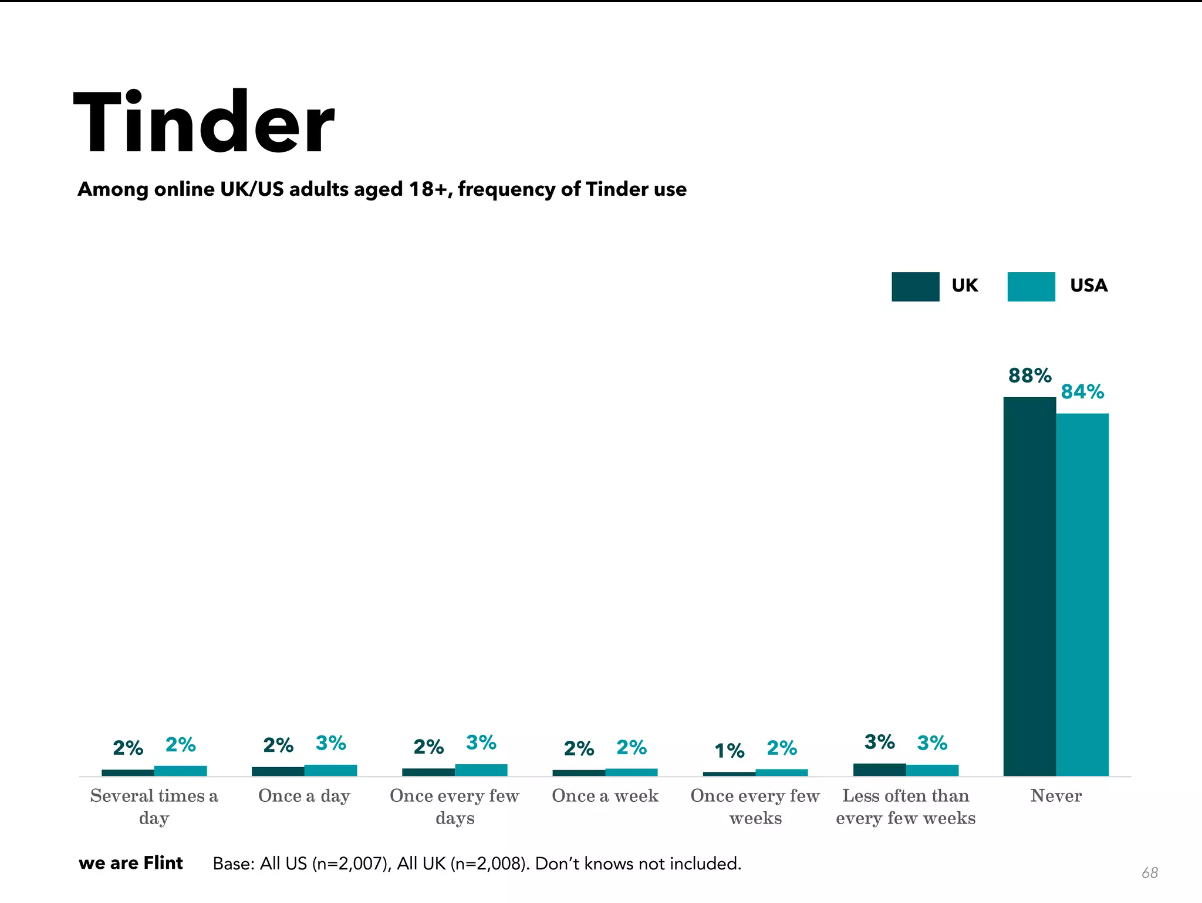 Tinder
Among online UK/US adults aged 18+, frequency of Tinder use
UK USA
88% 84%
2% 2% 2% 3% 2% 3% 2% 2% 1% 2% 3% 3%
Several times a day
Once a day
Once every few days
Once a week
Once every few weeks
Less often than every few weeks
Never
we are Flint Base: All US (n=2,007), All UK (n=2,008). Don’t knows not included.
68